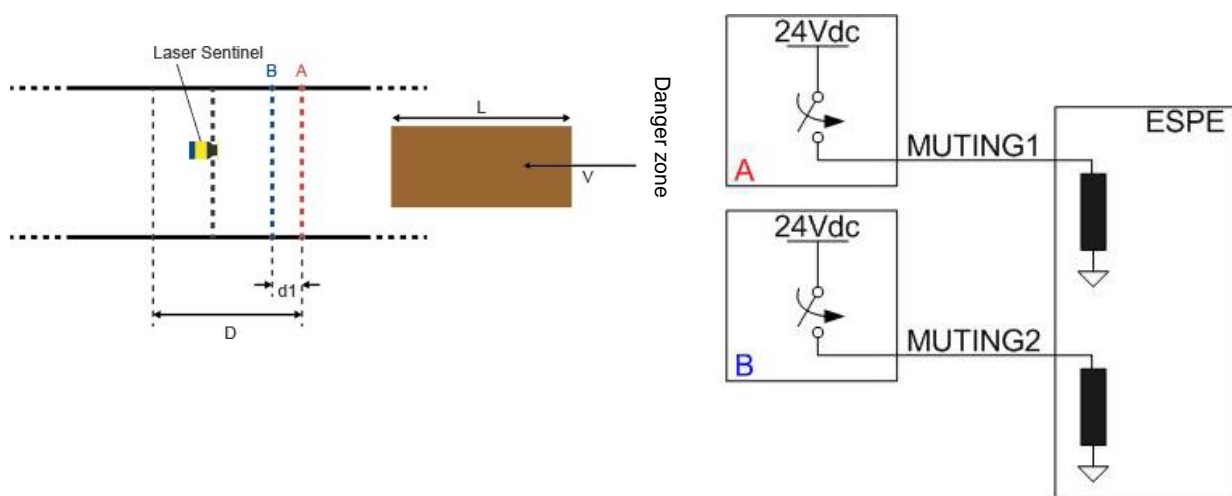 Laser Sentinel
B
A
L
V
Danger zone
d1
D
24Vdc
A
MUTING1
ESPE
24Vdc
B
MUTING2